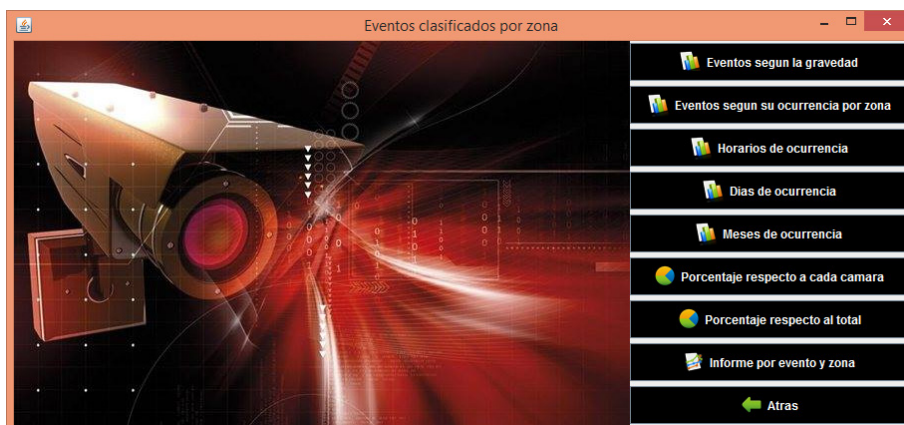 Eventos clasificados por zona
Eventos segun la gravedad
Eventos segun su ocurrencia por zona
Horarios de ocurrencia
Dias de ocurrencia
Meses de ocurrencia
Porcentaje respecto a cada camara
Porcentaje respecto al total
Informe por evento y zona
Atras